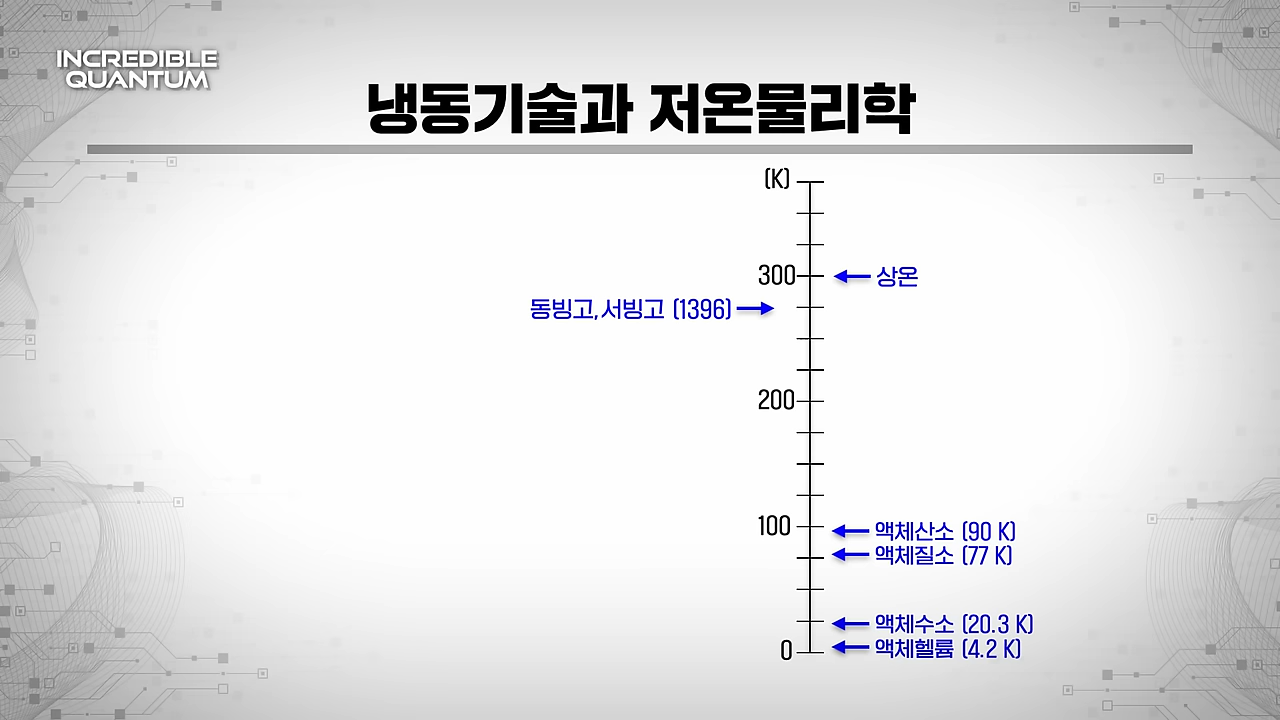 INCREDIBLE
QUANTUM
냉동기술과 저온물리학
(K)
300
상온
동빙고, 서빙고 (1396)
200
100
액체산소 (90 K)
액체질소 (77 K)
액체수소 (20.3 K)
액체헬륨 (4.2 K)
0